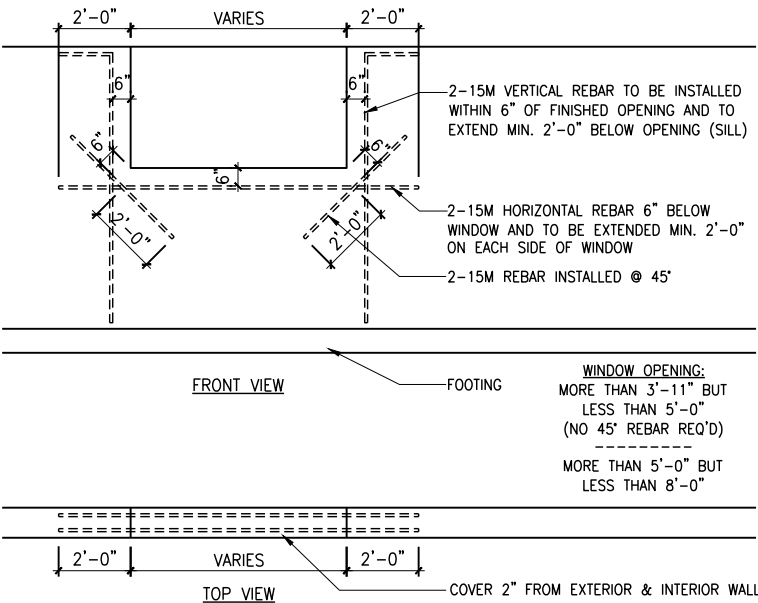 2'-0" VARIES 2'-0"
6" 6"
2-15M VERTICAL REBAR TO BE INSTALLED
WITHIN 6" OF FINISHED OPENING AND TO
EXTEND MIN. 2'-0" BELOW OPENING (SILL)
6" 6" 6"
2'-0" 2'-0"
2-15M HORIZONTAL REBAR 6" BELOW
WINDOW AND TO BE EXTENDED MIN. 2'-0"
ON EACH SIDE OF WINDOW
2-15M REBAR INSTALLED @ 45°
FRONT VIEW
FOOTING
WINDOW OPENING:
MORE THAN 3'-11" BUT
LESS THAN 5'-0"
(NO 45° REBAR REQ'D)
----------
MORE THAN 5'-0" BUT
LESS THAN 8'-0"
2'-0" VARIES 2'-0"
TOP VIEW
COVER 2" FROM EXTERIOR & INTERIOR WALL